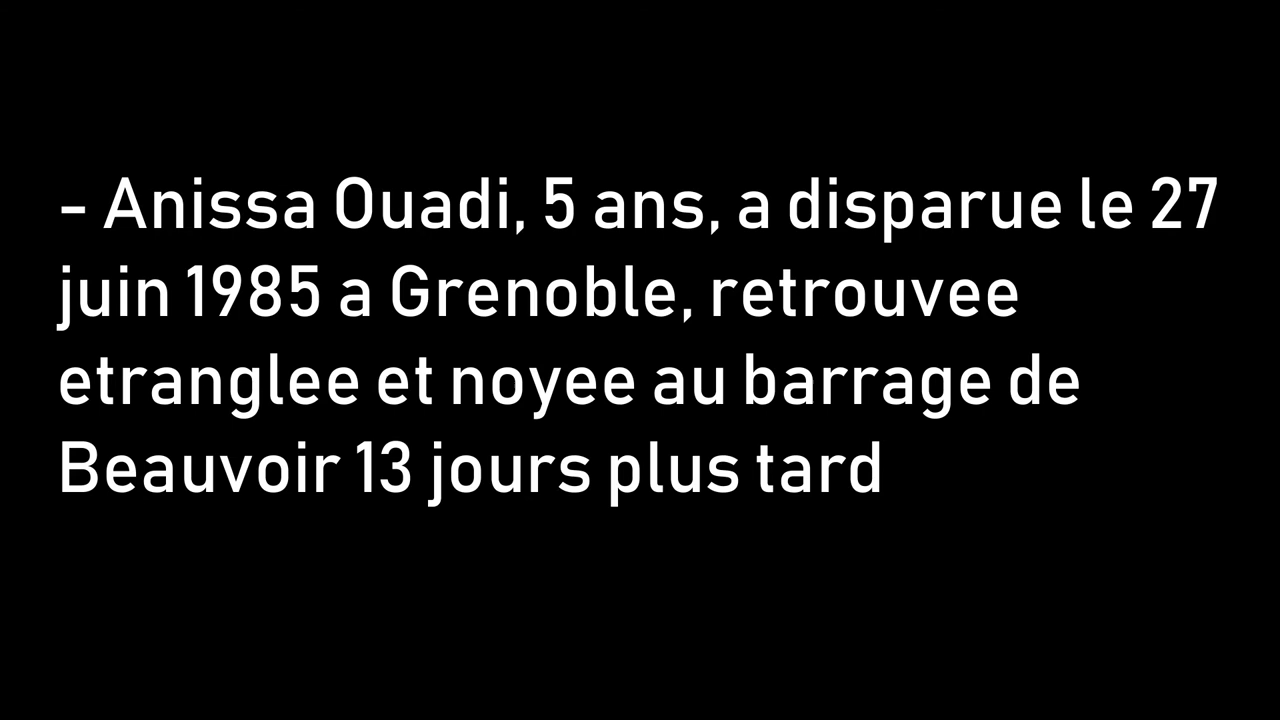 - Anissa Ouadi, 5 ans, a disparue le 27
juin 1985 a Grenoble, retrouvee
etranglee et noyee au barrage de
Beauvoir 13 jours plus tard